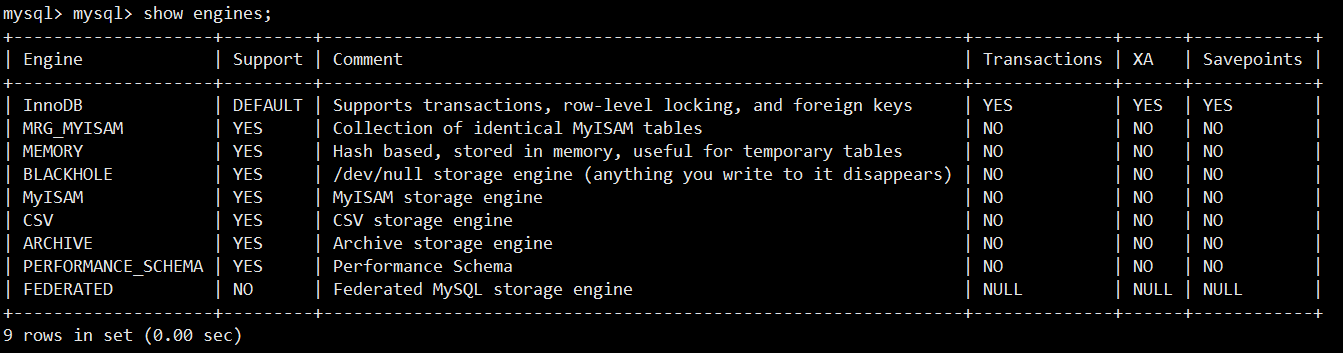 mysql> mysql> show engines;
+--------------------+---------+----------------------------------------------------------------+--------------+------+------------+
| Engine             | Support | Comment                                                        | Transactions | XA   | Savepoints |
+--------------------+---------+----------------------------------------------------------------+--------------+------+------------+
| InnoDB             | DEFAULT | Supports transactions, row-level locking, and foreign keys     | YES          | YES  | YES        |
| MRG_MYISAM         | YES     | Collection of identical MyISAM tables                          | NO           | NO   | NO         |
| MEMORY             | YES     | Hash based, stored in memory, useful for temporary tables      | NO           | NO   | NO         |
| BLACKHOLE          | YES     | /dev/null storage engine (anything you write to it disappears) | NO           | NO   | NO         |
| MyISAM             | YES     | MyISAM storage engine                                          | NO           | NO   | NO         |
| CSV                | YES     | CSV storage engine                                             | NO           | NO   | NO         |
| ARCHIVE            | YES     | Archive storage engine                                         | NO           | NO   | NO         |
| PERFORMANCE_SCHEMA | YES     | Performance Schema                                             | NO           | NO   | NO         |
| FEDERATED          | NO      | Federated MySQL storage engine                                 | NULL         | NULL | NULL       |
+--------------------+---------+----------------------------------------------------------------+--------------+------+------------+
9 rows in set (0.00 sec)